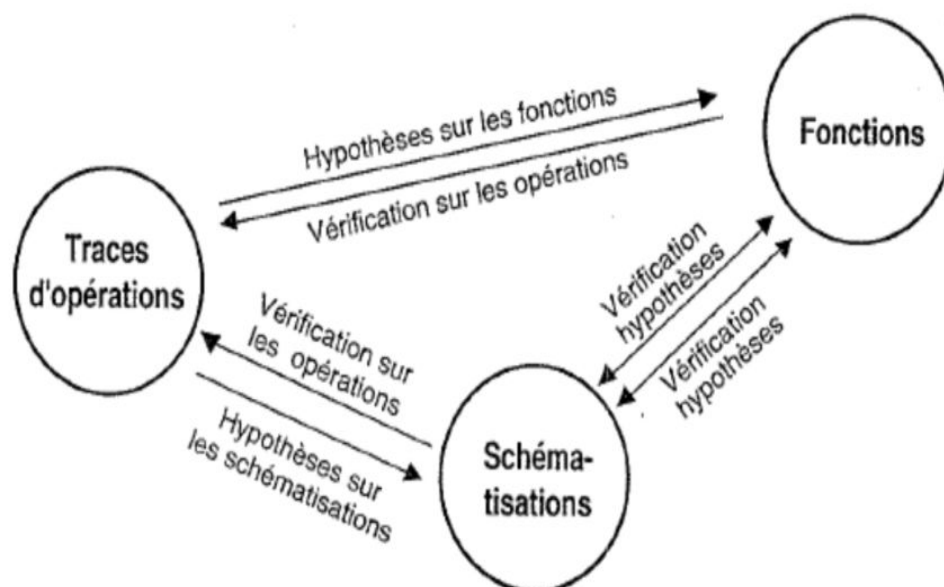 Hypothèses sur les fonctions
Vérification sur les opérations
Fonctions
Traces
d'opérations
Vérification
hypothèses
Vérification
hypothèses
Vérification sur
les opérations
Hypothèses sur
les schématisations
Schéma-
tisations